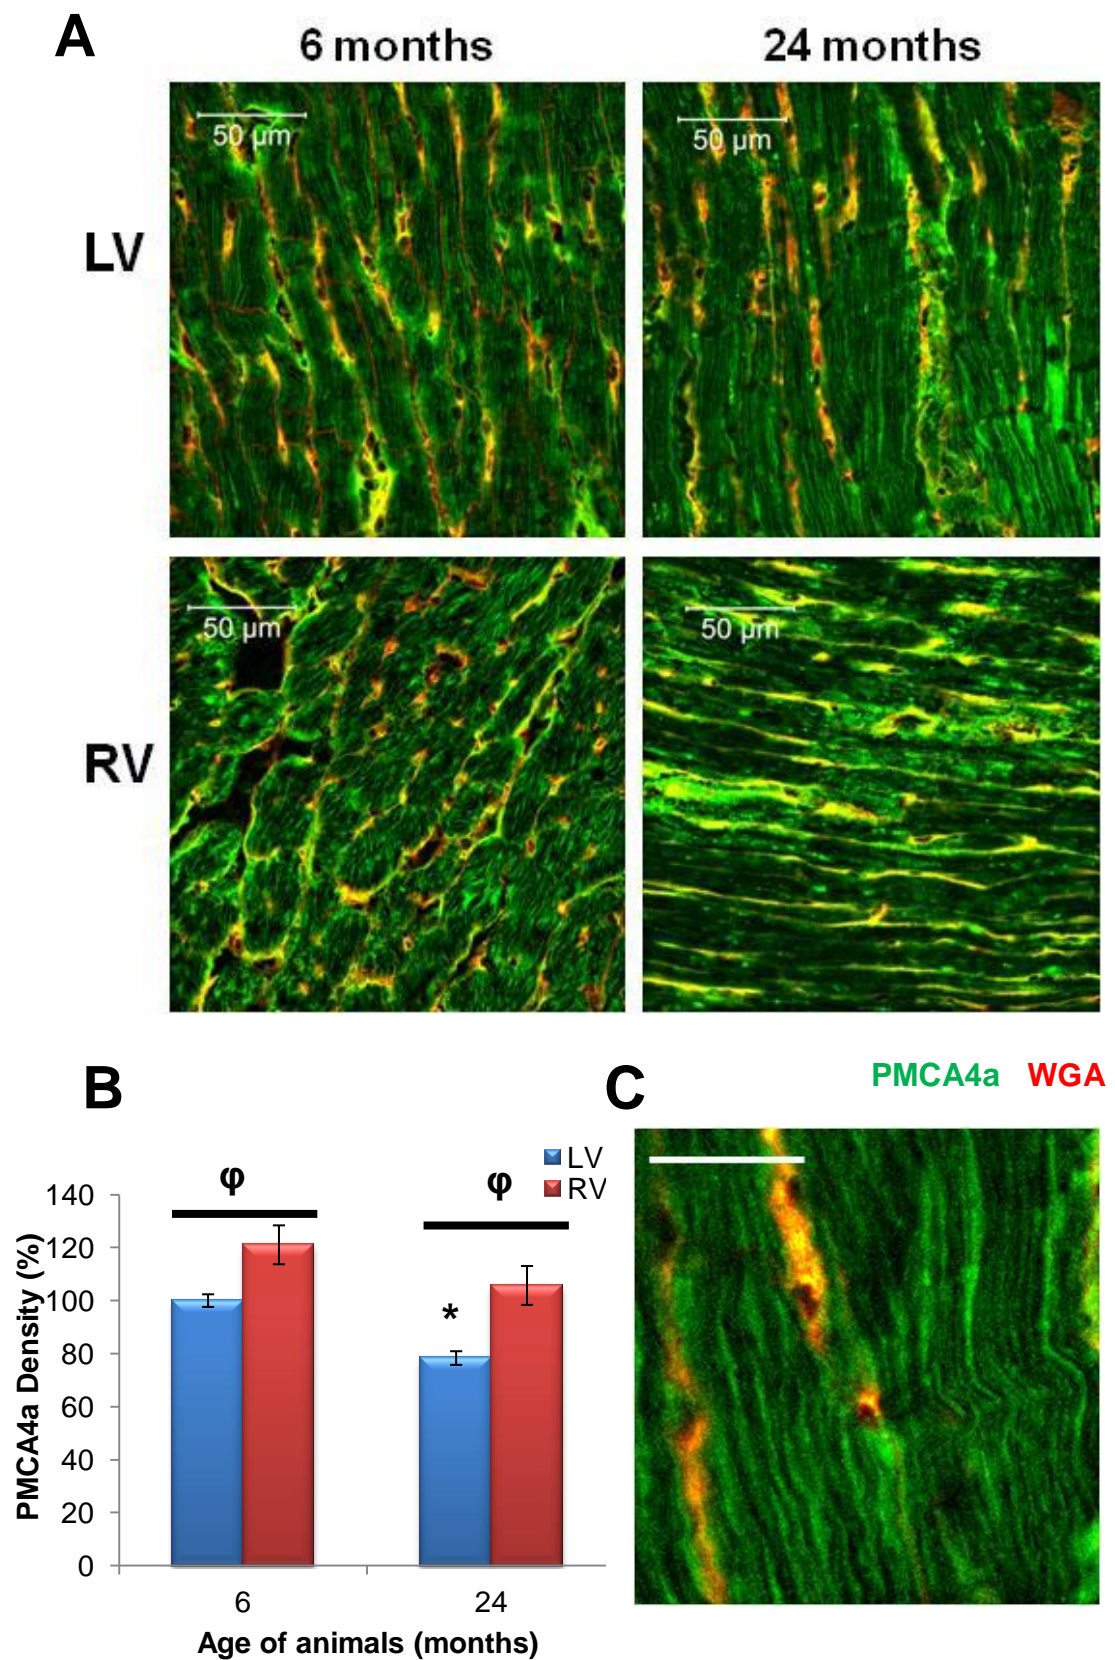 A
6 months 24 months
50 µm
50 µm
LV
50 µm
50 µm
RV
B
C
PMCA4a WGA
φ
φ
LV
RV
*
140
120
100
80
60
40
20
0
PMCA4a Density (%)
6 24
Age of animals (months)